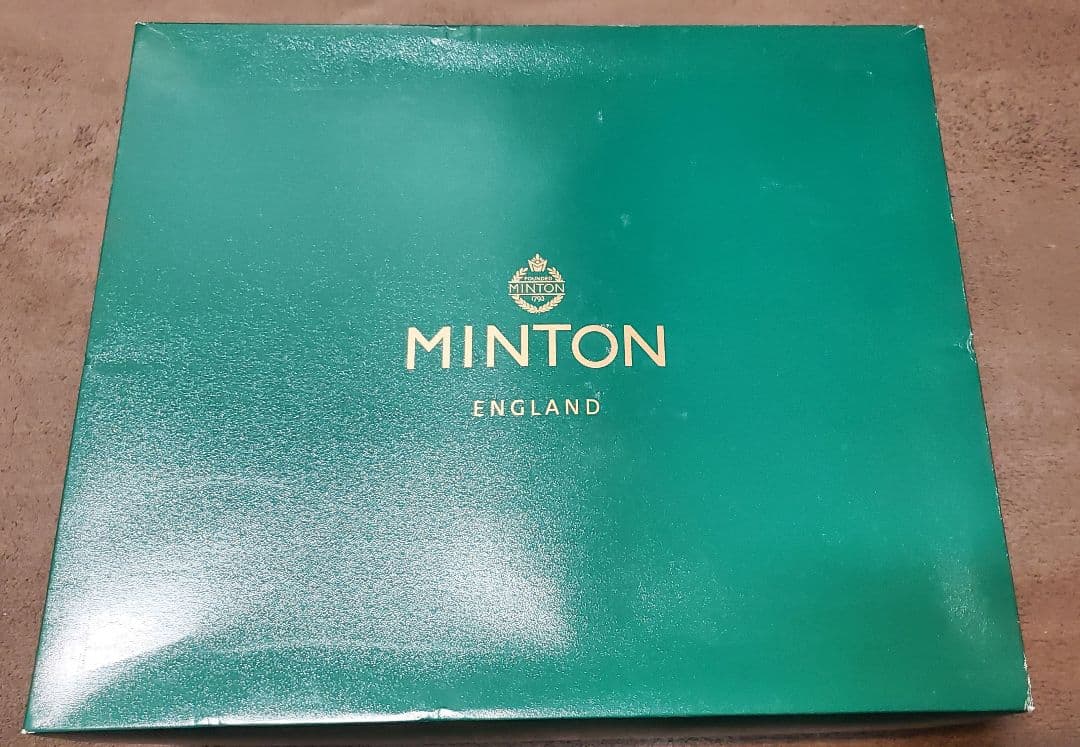 FOUNDED
MINTON
1793
MINTON
ENGLAND